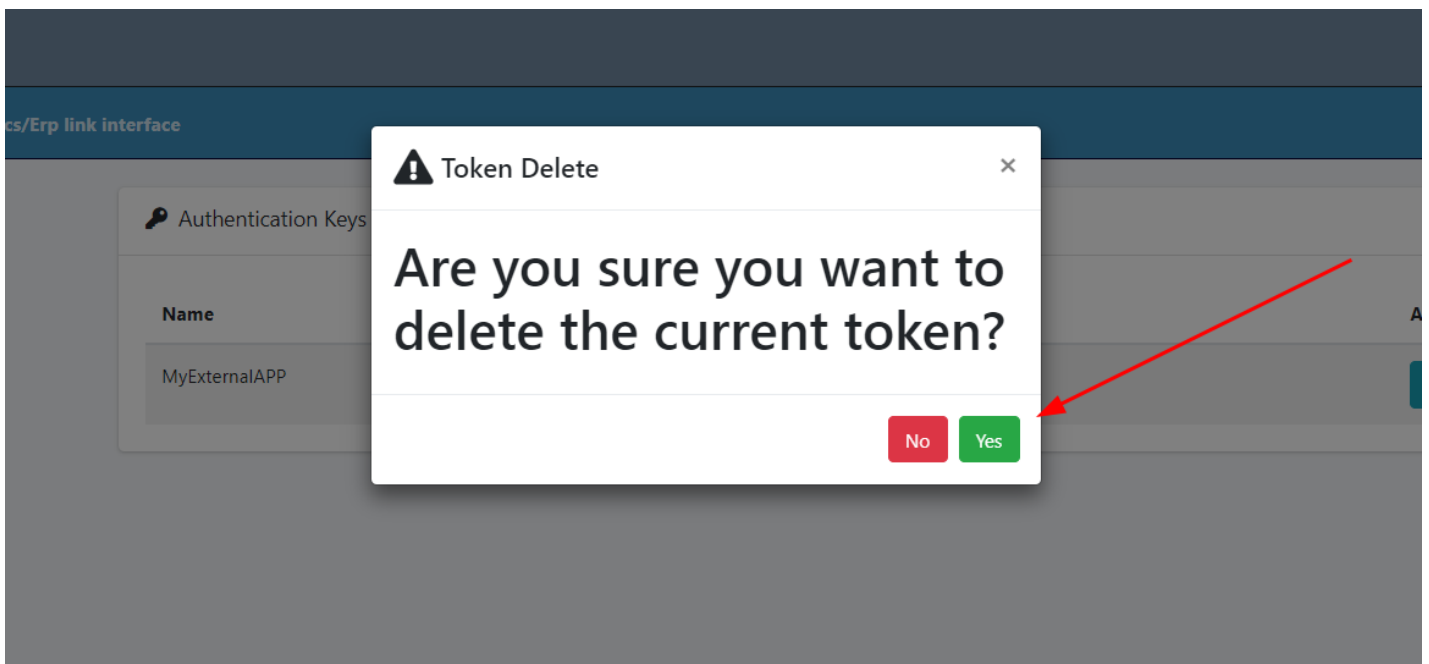 cs/Erp link interface
Token Delete
×
Authentication Keys
Are you sure you want to
delete the current token?
Name
A
MyExternalAPP
No
Yes